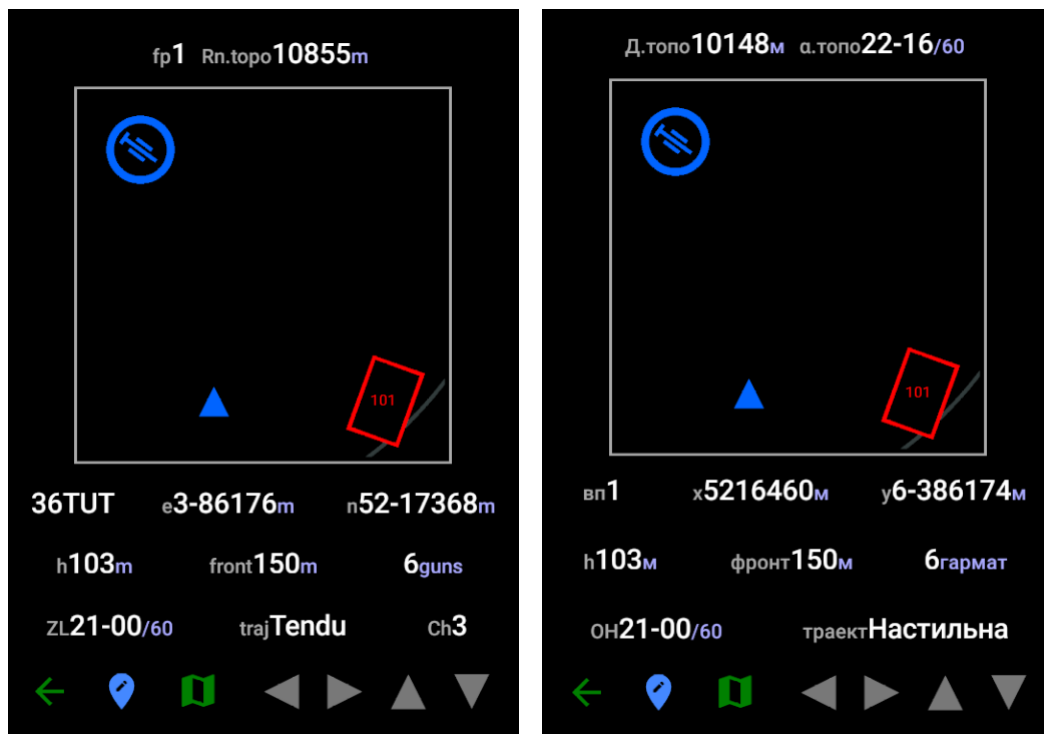 fp1 Rn.topo10855m
101
36TUT e3-86176m n52-17368m
h103m front150m 6guns
ZL21-00/60 trajTendu Ch3
Д.топо10148м α.топо22-16/60
101
вп1 x5216460м y6-386174м
h103м фронт150м 6гармат
ОН21-00/60 траектНастильна